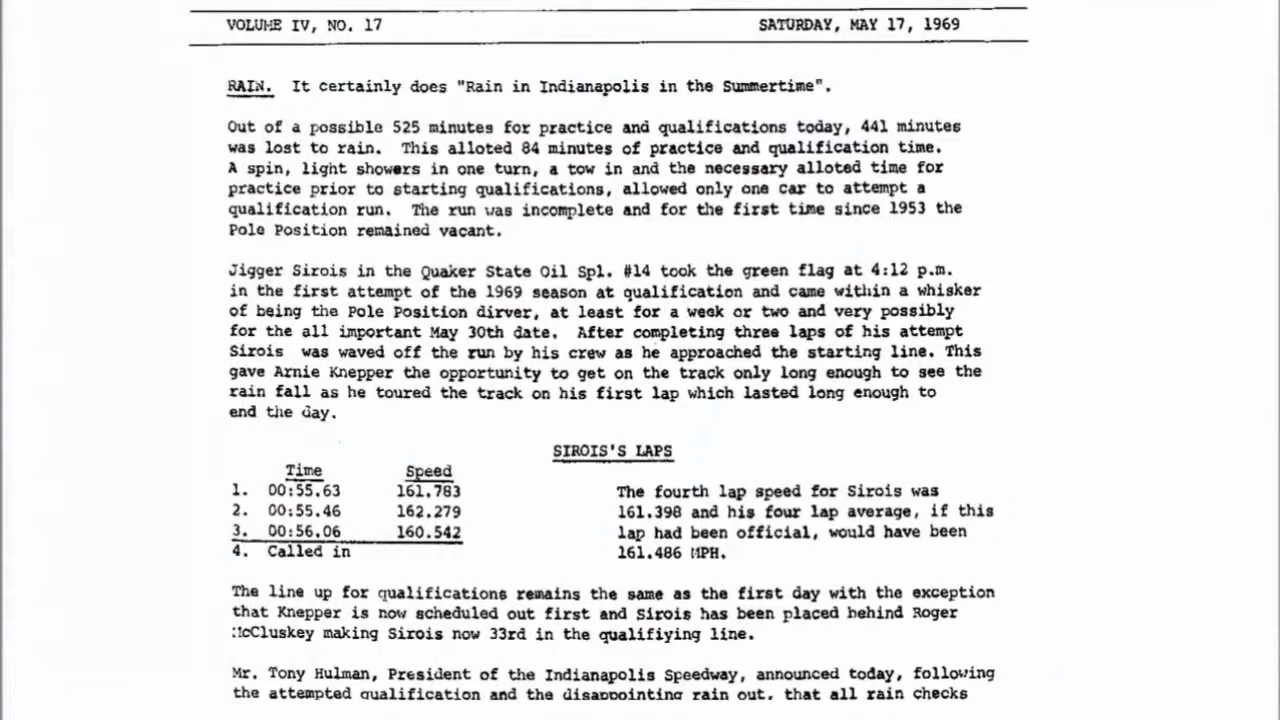 VOLUME IV, NO. 17 SATURDAY, MAY 17, 1969
RAIN. It certainly does "Rain in Indianapolis in the Summertime".
Out of a possible 525 minutes for practice and qualifications today, 441 minutes
was lost to rain. This alloted 84 minutes of practice and qualification time.
A spin, light showers in one turn, a tow in and the necessary alloted time for
practice prior to starting qualifications, allowed only one car to attempt a
qualification run. The run was incomplete and for the first time since 1953 the
Pole Position remained vacant.
Jigger Sirois in the Quaker State Oil Spl. #14 took the green flag at 4:12 p.m.
in the first attempt of the 1969 season at qualification and came within a whisker
of being the Pole Position dirver, at least for a week or two and very possibly
for the all important May 30th date. After completing three laps of his attempt
Sirois was waved off the run by his crew as he approached the starting line. This
gave Arnie Knepper the opportunity to get on the track only long enough to see the
rain fall as he toured the track on his first lap which lasted long enough to
end the day.
SIROIS'S LAPS
Time Speed
1. 00:55.63 161.783
2. 00:55.46 162.279
3. 00:56.06 160.542
4. Called in
The fourth lap speed for Sirois was
161.398 and his four lap average, if this
lap had been official, would have been
161.486 MPH.
The line up for qualifications remains the same as the first day with the exception
that Knepper is now scheduled out first and Sirois has been placed behind Roger
McCluskey making Sirois now 33rd in the qualifiying line.
Mr. Tony Hulman, President of the Indianapolis Speedway, announced today, following
the attempted qualification and the disappointing rain out, that all rain checks